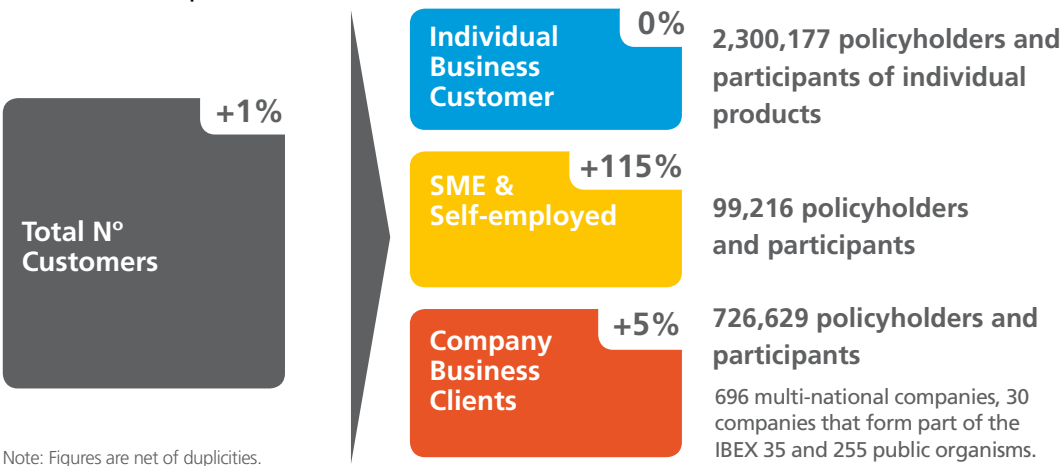 +1%
Total Nº
Customers
Note: Figures are net of duplicities.
0%
Individual
Business
Customer
2,300,177 policyholders and
participants of individual
products
+115%
SME &
Self-employed
99,216 policyholders
and participants
+5%
Company
Business
Clients
726,629 policyholders and
participants
696 multi-national companies, 30
companies that form part of the
IBEX 35 and 255 public organisms.